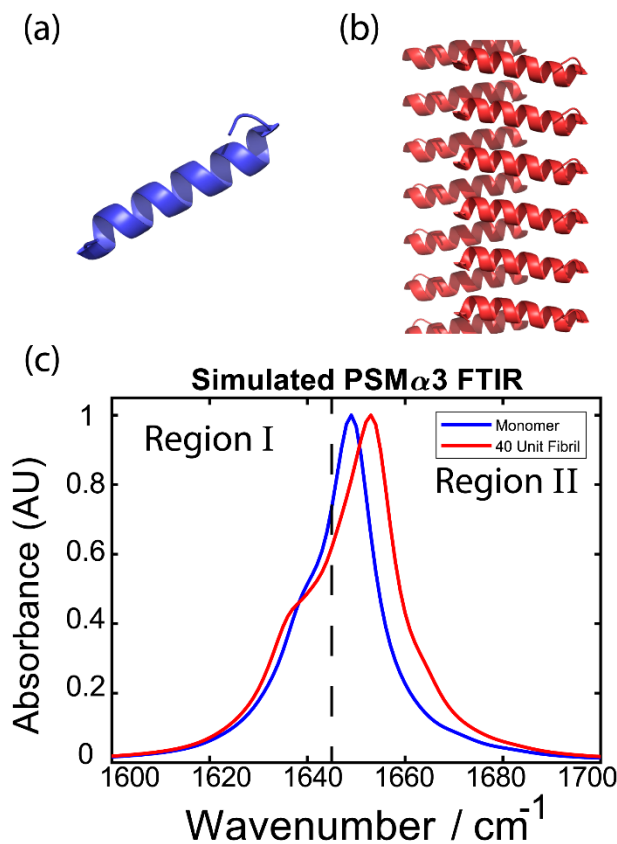 (a)
(b)
(c)
Simulated PSMα3 FTIR
Region I
Monomer
40 Unit Fibril
Region II
Absorbance (AU)
1
0.8
0.6
0.4
0.2
0
1600
1620
1640
1660
1680
1700
Wavenumber / cm-1